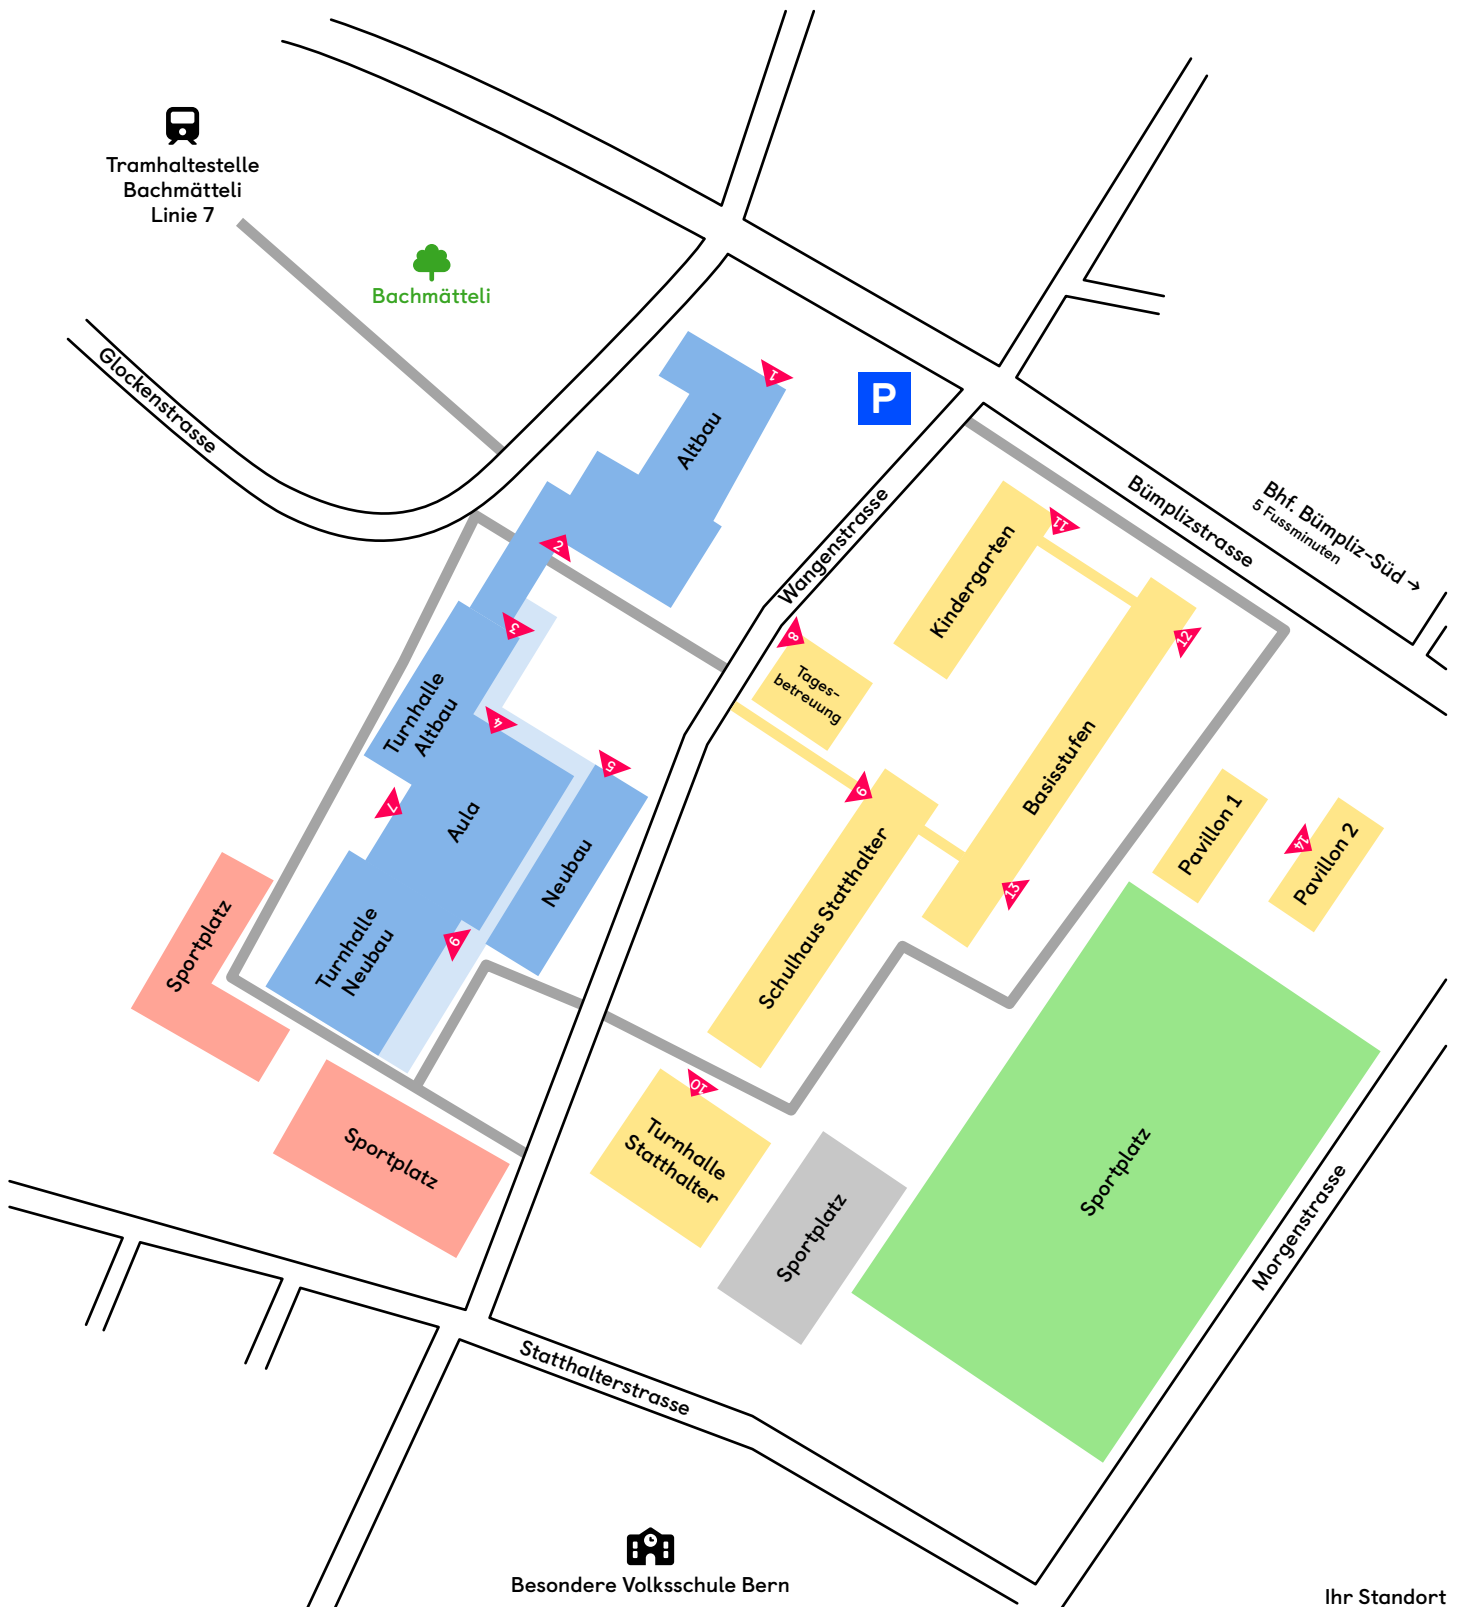 Tramhaltestelle
Bachmätteli
Linie 7
Bachmätteli
Glockenstrasse
1
P
Altbau
Bümplizstrasse
Bhf. Bümpliz-Süd →
5 Fussminuten
Wangenstrasse
2
11
Kindergarten
3
8
12
Tages-
betreuung
Turnhalle
Altbau
4
5
Basisstufen
7
Aula
9
Neubau
Pavillon 1
14
Pavillon 2
Schulhaus Statthalter
13
Sportplatz
Turnhalle
Neubau
6
10
Turnhalle
Statthalter
Sportplatz
Sportplatz
Sportplatz
Morgenstrasse
Statthalterstrasse
Besondere Volksschule Bern
Ihr Standort